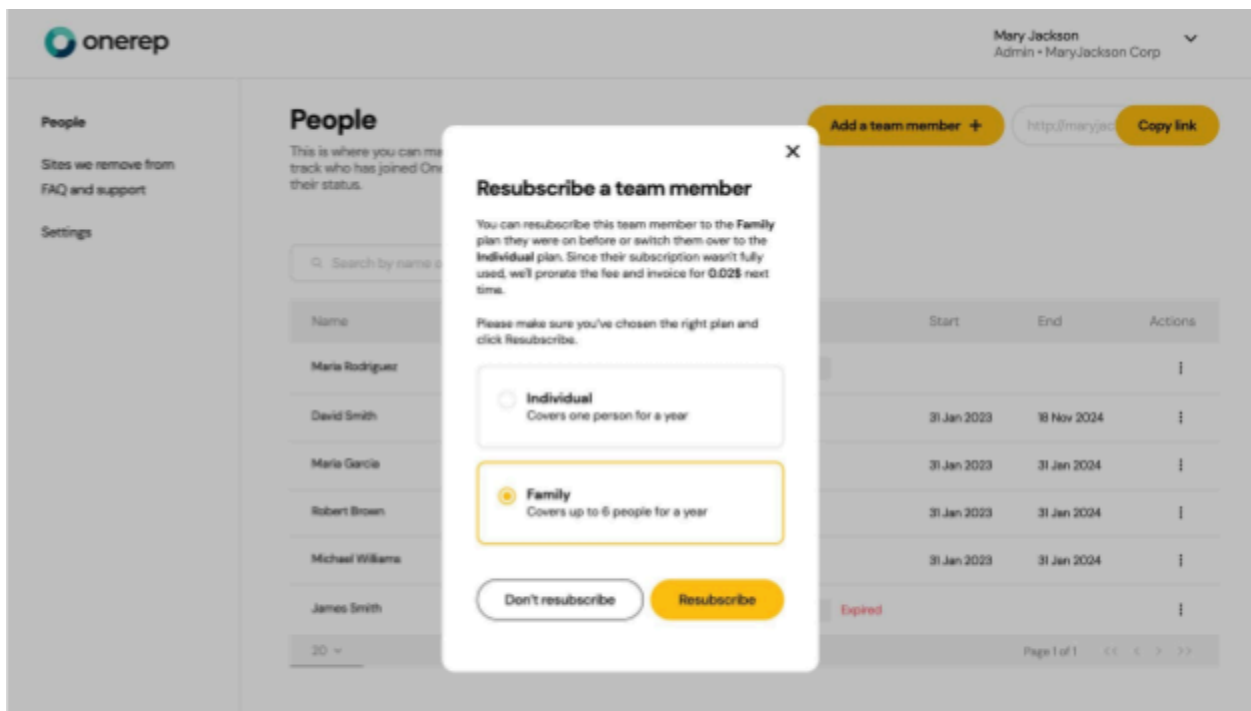 onerep
Mary Jackson
Admin • MaryJackson Corp
People
Sites we remove from
FAQ and support
Settings
People
This is where you can
track who has joined
their status.
Add a team member +
Copy link
Search by name
Name
Start
End
Actions
Maria Rodriguez
David Smith
31 Jan 2023
18 Nov 2024
Maria Garcia
31 Jan 2023
31 Jan 2024
Robert Brown
31 Jan 2023
31 Jan 2024
Michael Williams
31 Jan 2023
31 Jan 2024
James Smith
Expired
20
Page 1 of 1 << < > >>
Resubscribe a team member
You can resubscribe this team member to the Family
plan they were on before or switch them over to the
Individual plan. Since their subscription wasn't fully
used, we'll prorate the fee and invoice for 0.02$ next
time.
Please make sure you've chosen the right plan and
click Resubscribe.
Individual
Covers one person for a year
Family
Covers up to 6 people for a year
Don't resubscribe
Resubscribe